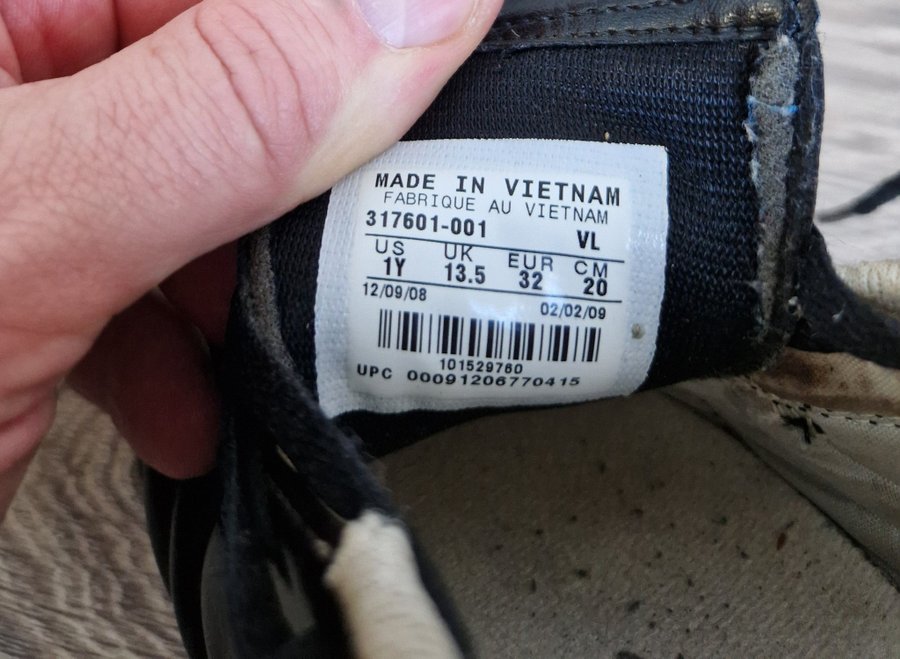 MADE IN VIETNAM
FABRIQUE AU VIETNAM
317601-001 VL
US UK EUR CM
1Y 13.5 32 20
12/09/08 02/02/09
101529760
UPC 00091206770415